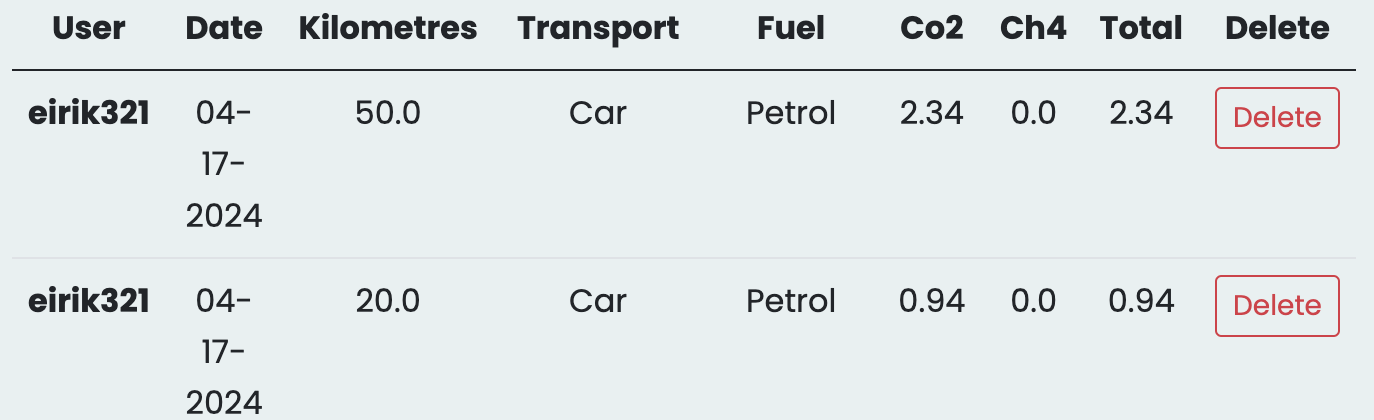 User Date Kilometres Transport Fuel Co2 Ch4 Total Delete
eirik321 04- 50.0 Car Petrol 2.34 0.0 2.34 Delete
17-
2024
eirik321 04- 20.0 Car Petrol 0.94 0.0 0.94 Delete
17-
2024